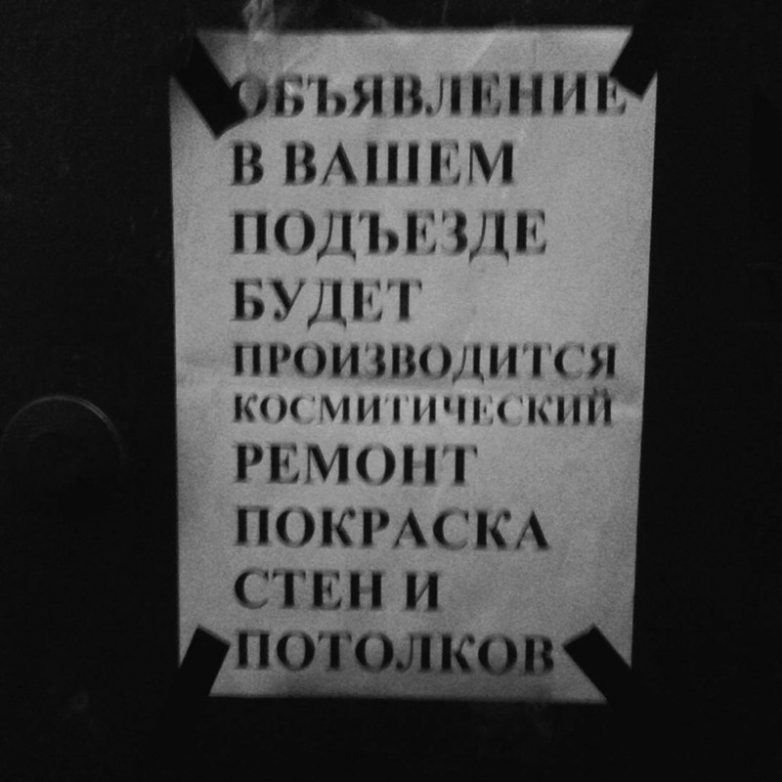 ОБЪЯВЛЕНИЕ
В ВАШЕМ
ПОДЪЕЗДЕ
БУДЕТ
ПРОИЗВОДИТСЯ
КОСМИТИЧЕСКИЙ
РЕМОНТ
ПОКРАСКА
СТЕН И
ПОТОЛКОВ